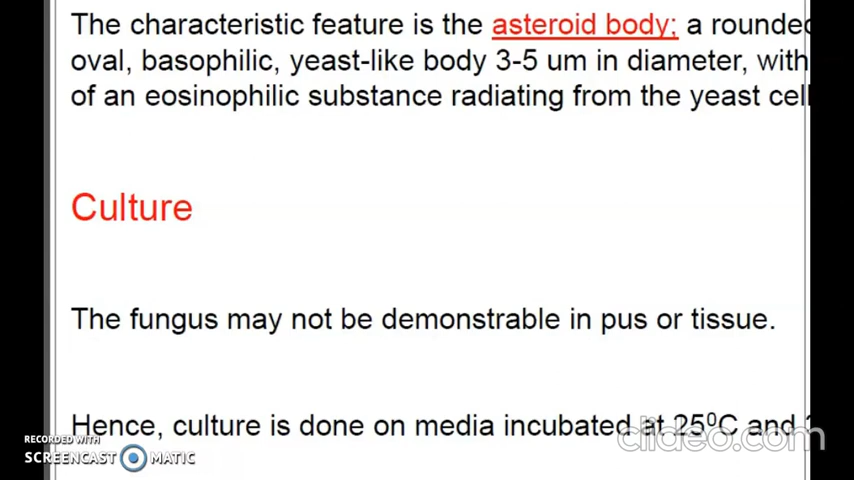 The characteristic feature is the asteroid body; a rounded
oval, basophilic, yeast-like body 3-5 um in diameter, with
of an eosinophilic substance radiating from the yeast cell
Culture
The fungus may not be demonstrable in pus or tissue.
Hence, culture is done on media incubated at 25⁰C and
clideo.com
RECORDED WITH
SCREENCAST MATIC